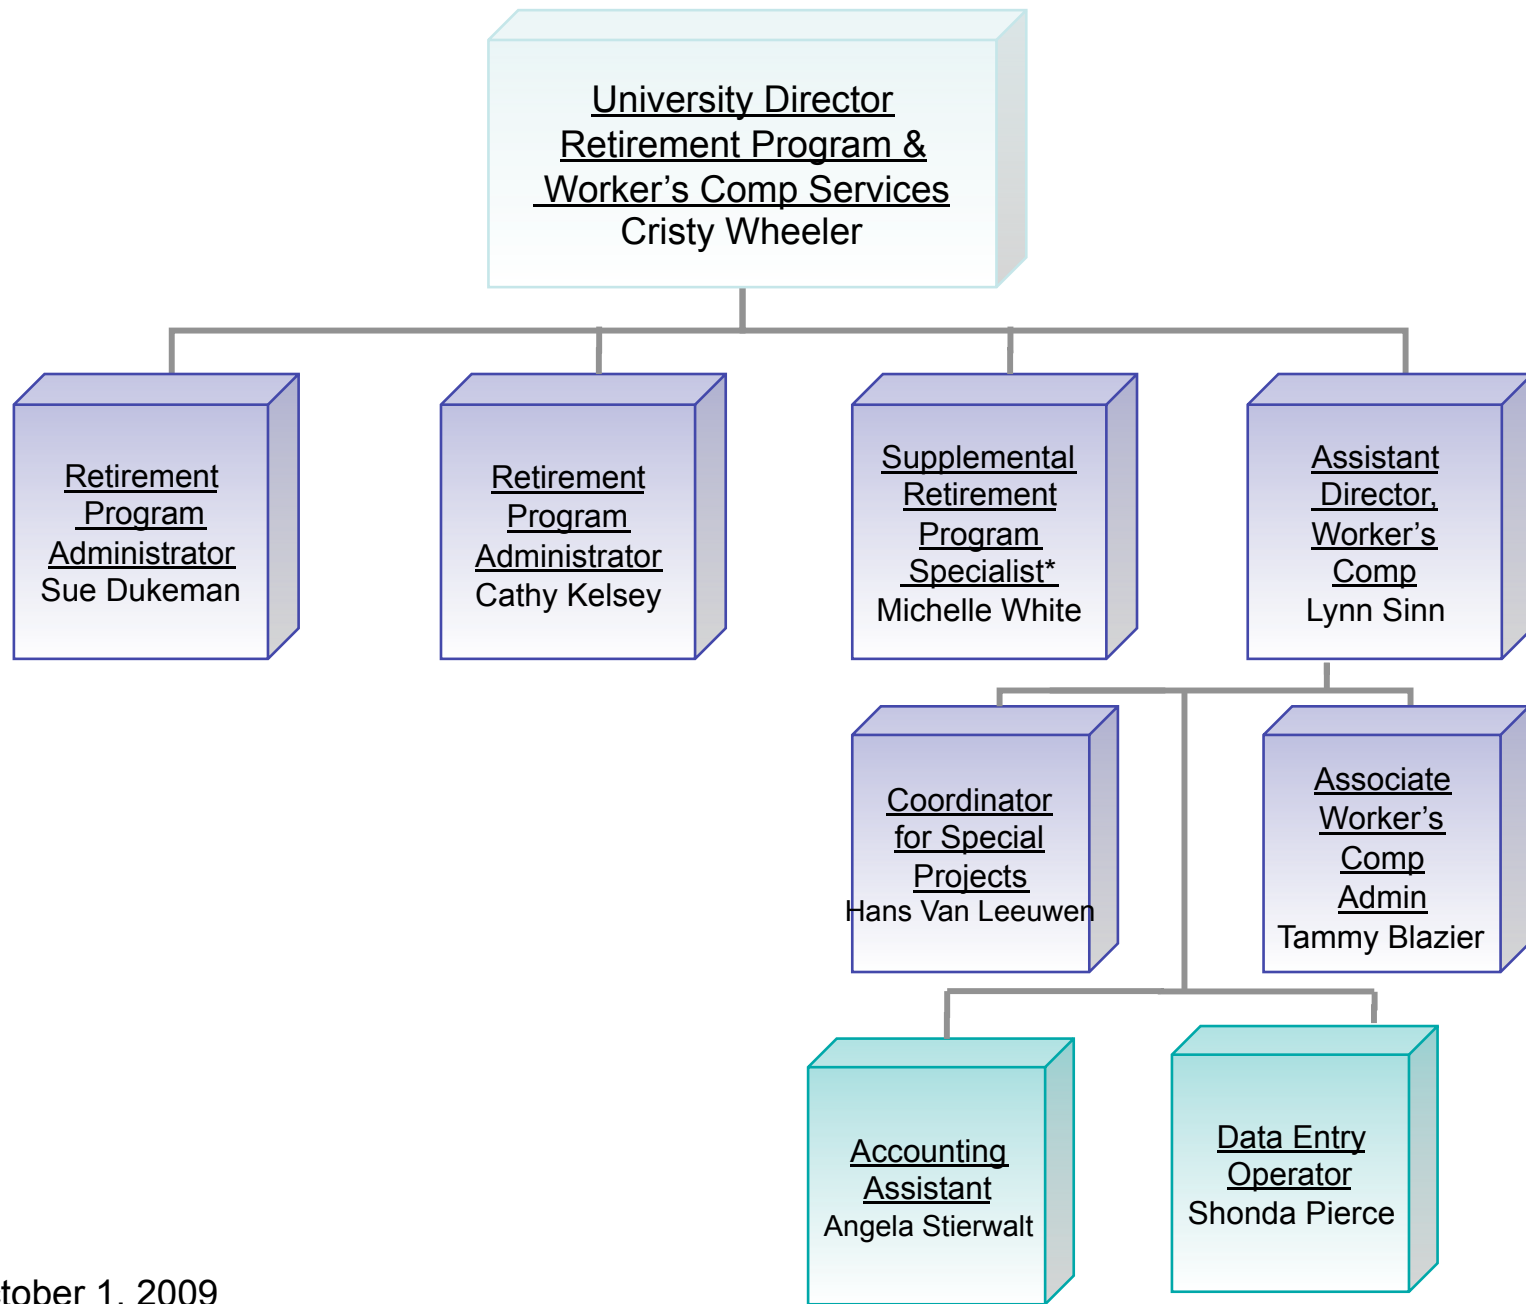 University Director
Retirement Program &
Worker’s Comp Services
Cristy Wheeler
Retirement
Program
Administrator
Sue Dukeman
Retirement
Program
Administrator
Cathy Kelsey
Supplemental
Retirement
Program
Specialist*
Michelle White
Assistant
Director,
Worker’s
Comp
Lynn Sinn
Coordinator
for Special
Projects
Hans Van Leeuwen
Associate
Worker’s
Comp
Admin
Tammy Blazier
Accounting
Assistant
Angela Stierwalt
Data Entry
Operator
Shonda Pierce
tober 1, 2009